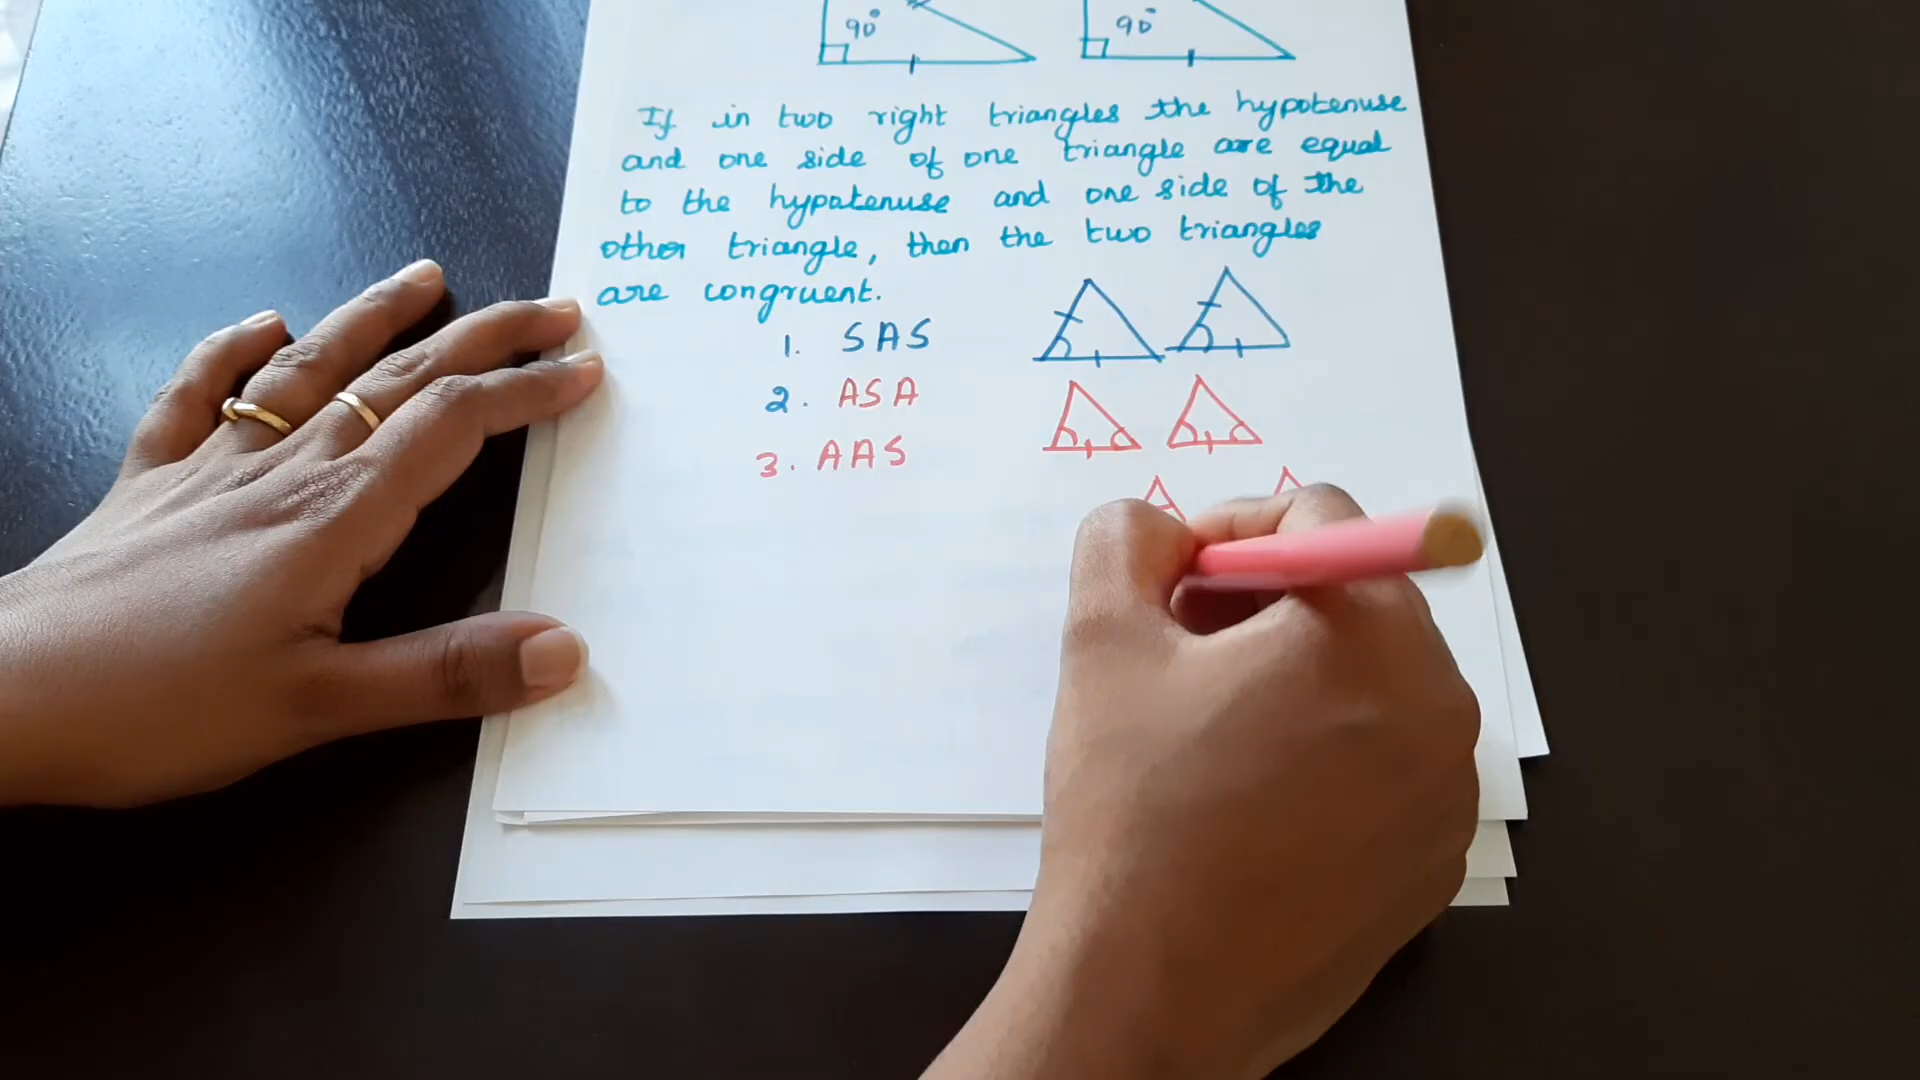 90° 90°
If in two right triangles the hypotenuse
and one side of one triangle are equal
to the hypotenuse and one side of the
other triangle, then the two triangles
are congruent.
1. SAS
2. ASA
3. AAS